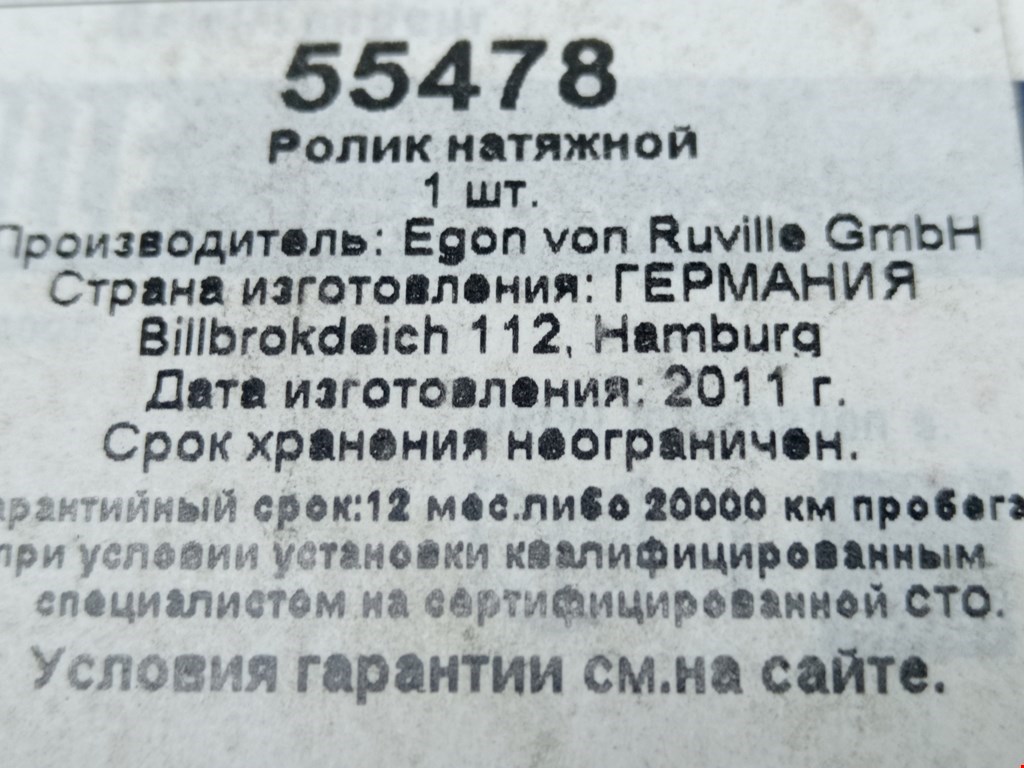 55478
Ролик натяжной
1 шт.
Производитель: Egon von Ruville GmbH
Страна изготовления: ГЕРМАНИЯ
Billbrokdeich 112, Hamburg
Дата изготовления: 2011 г.
Срок хранения неограничен.
арантийный срок:12 мес.либо 20000 км пробега
при условии установки квалифицированным
специалистом на сертифицированной СТО.
Условия гарантии см.на сайте.